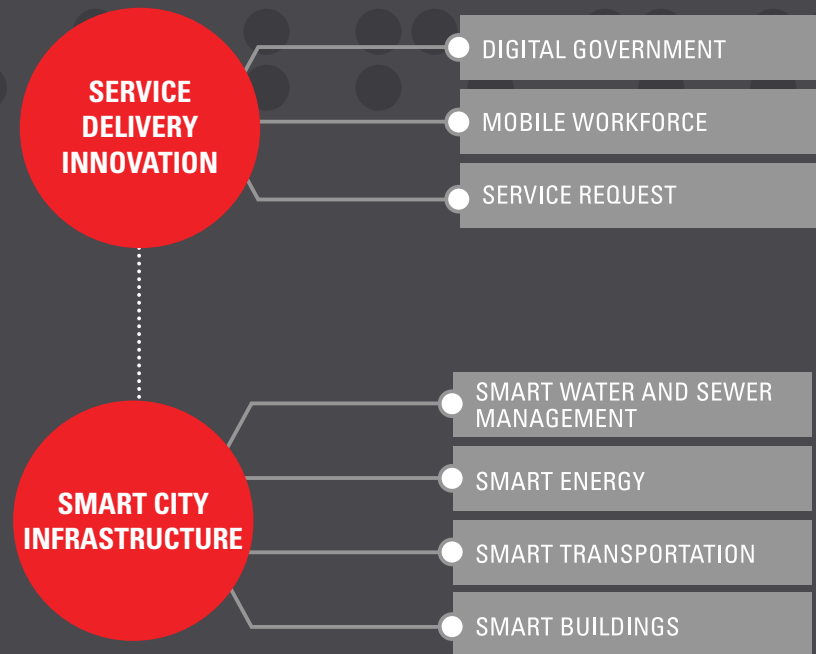 SERVICE
DELIVERY
INNOVATION
DIGITAL GOVERNMENT
MOBILE WORKFORCE
SERVICE REQUEST
SMART CITY
INFRASTRUCTURE
SMART WATER AND SEWER
MANAGEMENT
SMART ENERGY
SMART TRANSPORTATION
SMART BUILDINGS